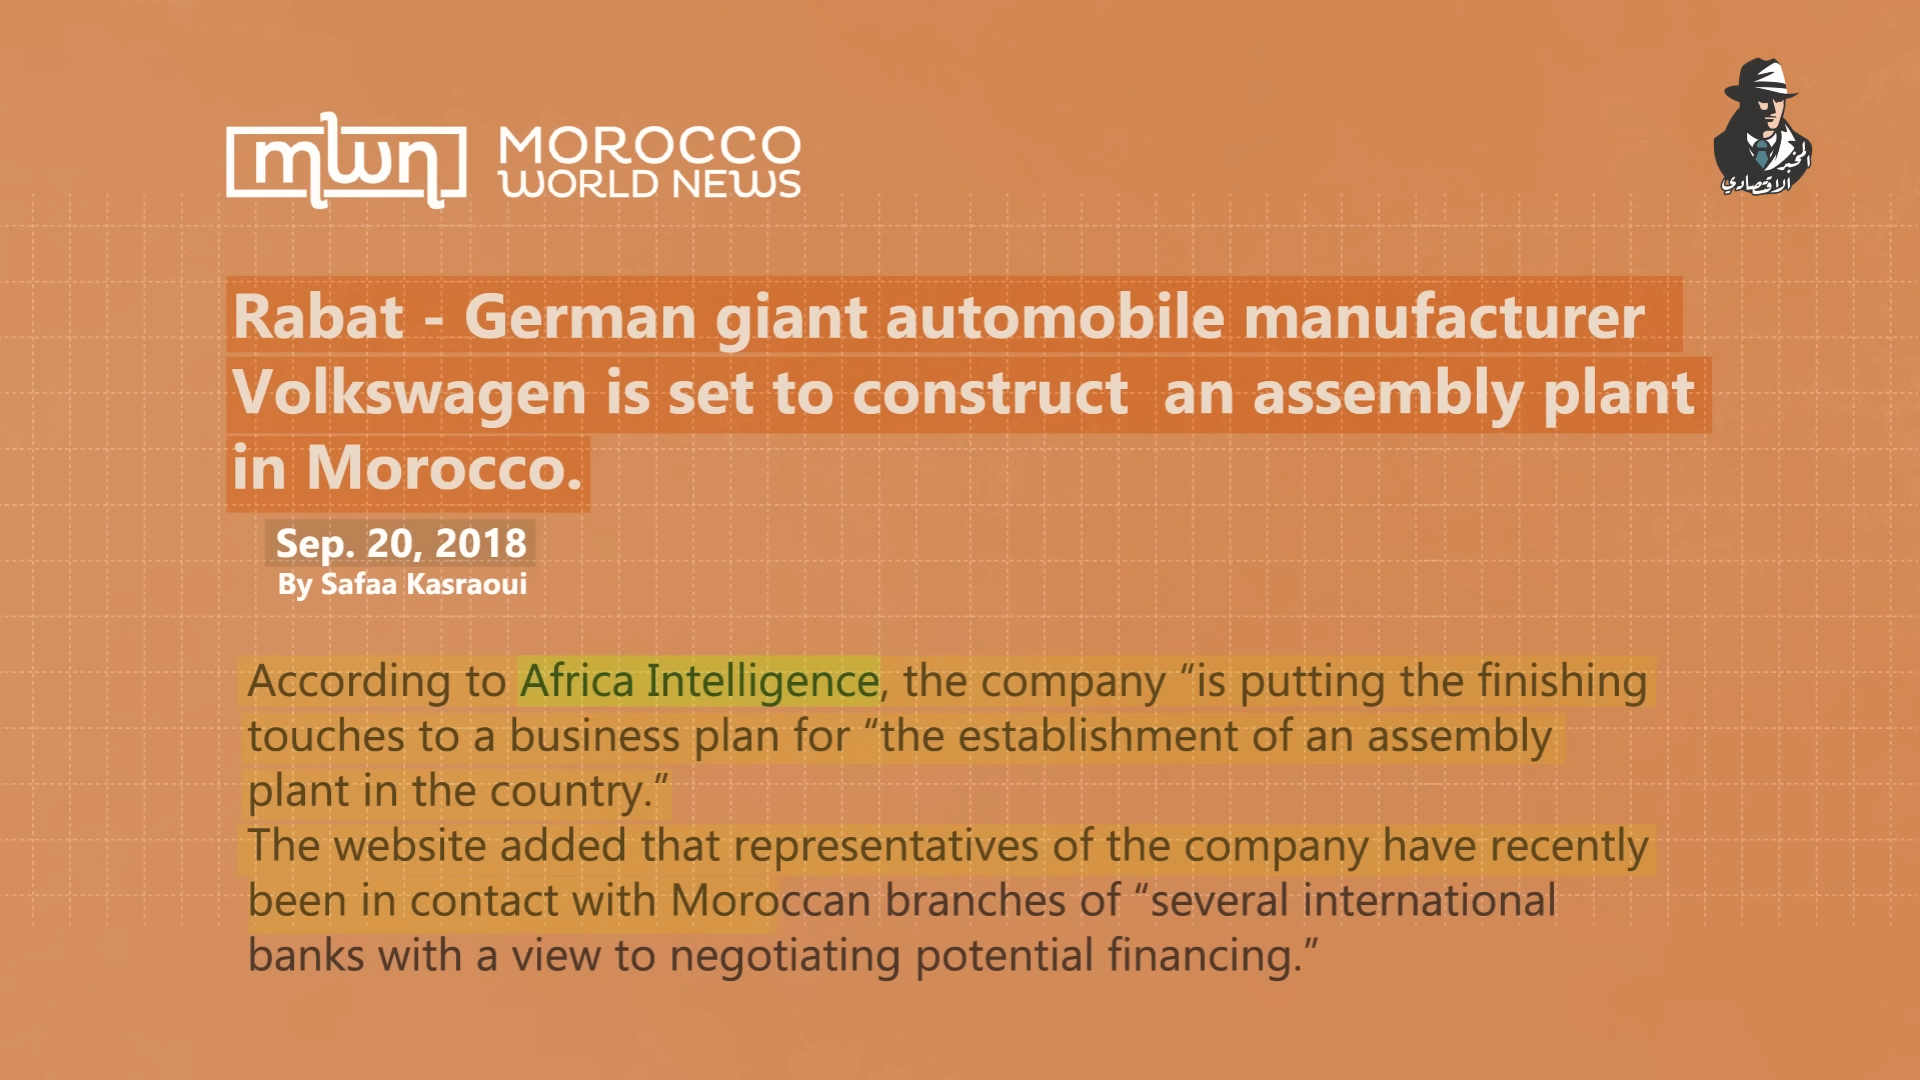 mwn MOROCCO
WORLD NEWS
المخبر
الاقتصادي
Rabat - German giant automobile manufacturer
Volkswagen is set to construct an assembly plant
in Morocco.
Sep. 20, 2018
By Safaa Kasraoui
According to Africa Intelligence, the company “is putting the finishing
touches to a business plan for “the establishment of an assembly
plant in the country.”
The website added that representatives of the company have recently
been in contact with Moroccan branches of “several international
banks with a view to negotiating potential financing.”